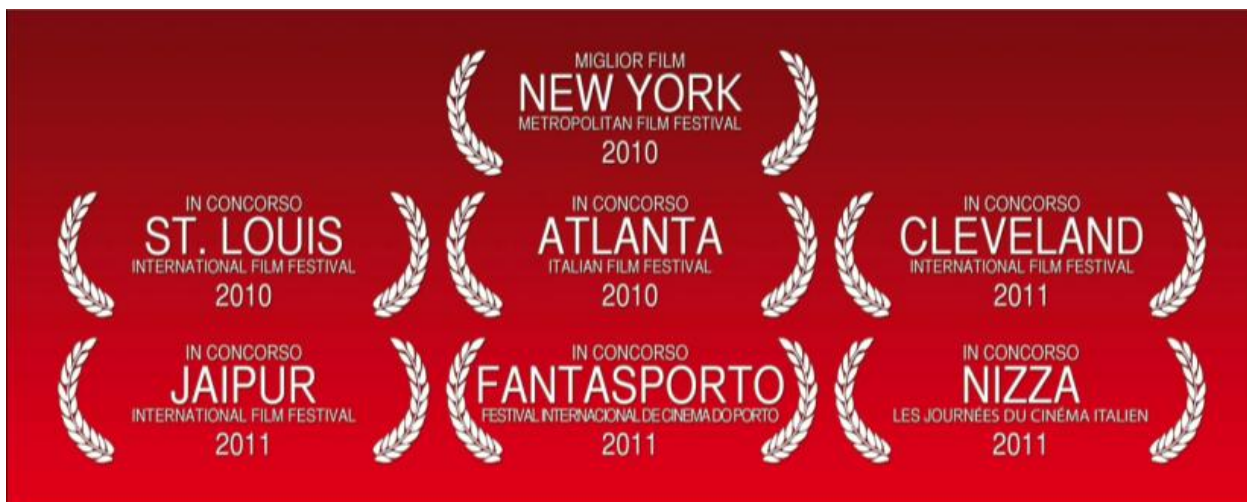 MIGLIOR FILM
NEW YORK
METROPOLITAN FILM FESTIVAL
2010
IN CONCORSO
ST. LOUIS
INTERNATIONAL FILM FESTIVAL
2010
IN CONCORSO
ATLANTA
ITALIAN FILM FESTIVAL
2010
IN CONCORSO
CLEVELAND
INTERNATIONAL FILM FESTIVAL
2011
IN CONCORSO
JAIPUR
INTERNATIONAL FILM FESTIVAL
2011
IN CONCORSO
FANTASPORTO
FESTIVAL INTERNACIONAL DE CINEMA DO PORTO
2011
IN CONCORSO
NIZZA
LES JOURNÉES DU CINÉMA ITALIEN
2011